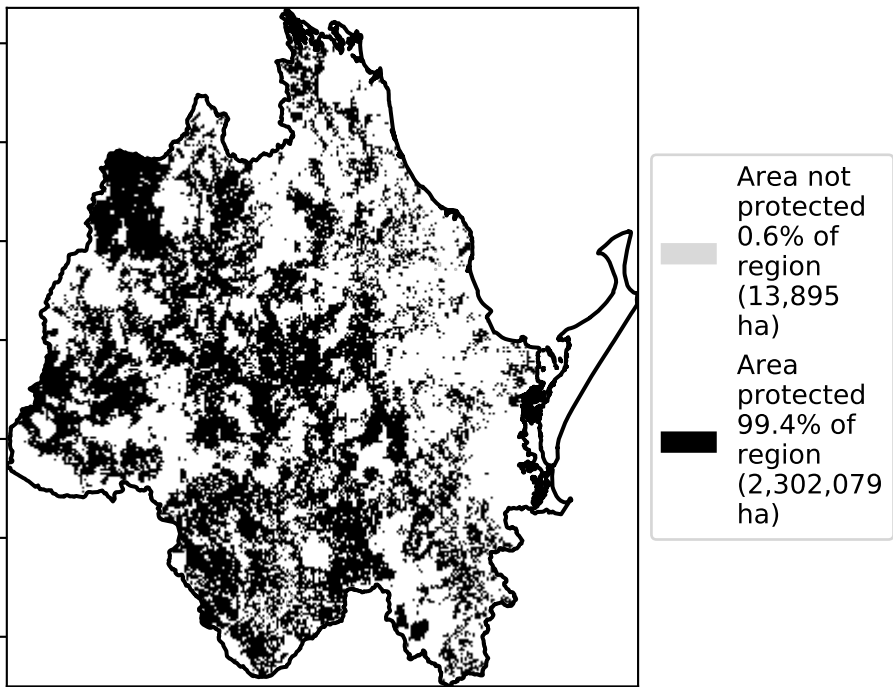 Area not
protected
0.6% of
region
(13,895
ha)
Area
protected
99.4% of
region
(2,302,079
ha)